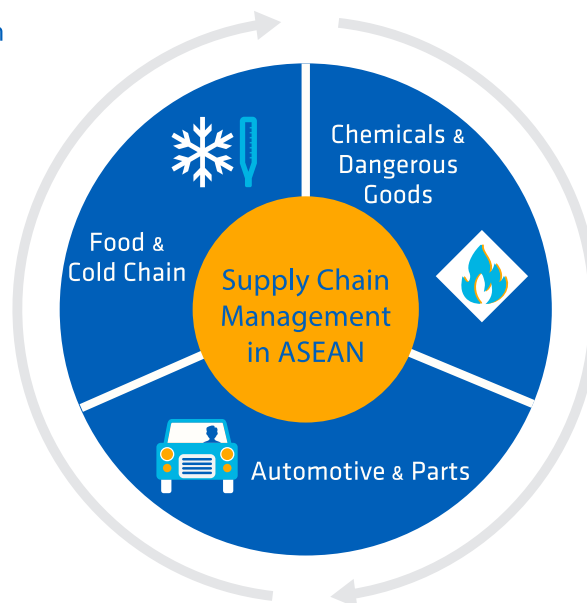 Chemicals &
Dangerous
Goods
Food &
Cold Chain
Supply Chain
Management
in ASEAN
Automotive & Parts